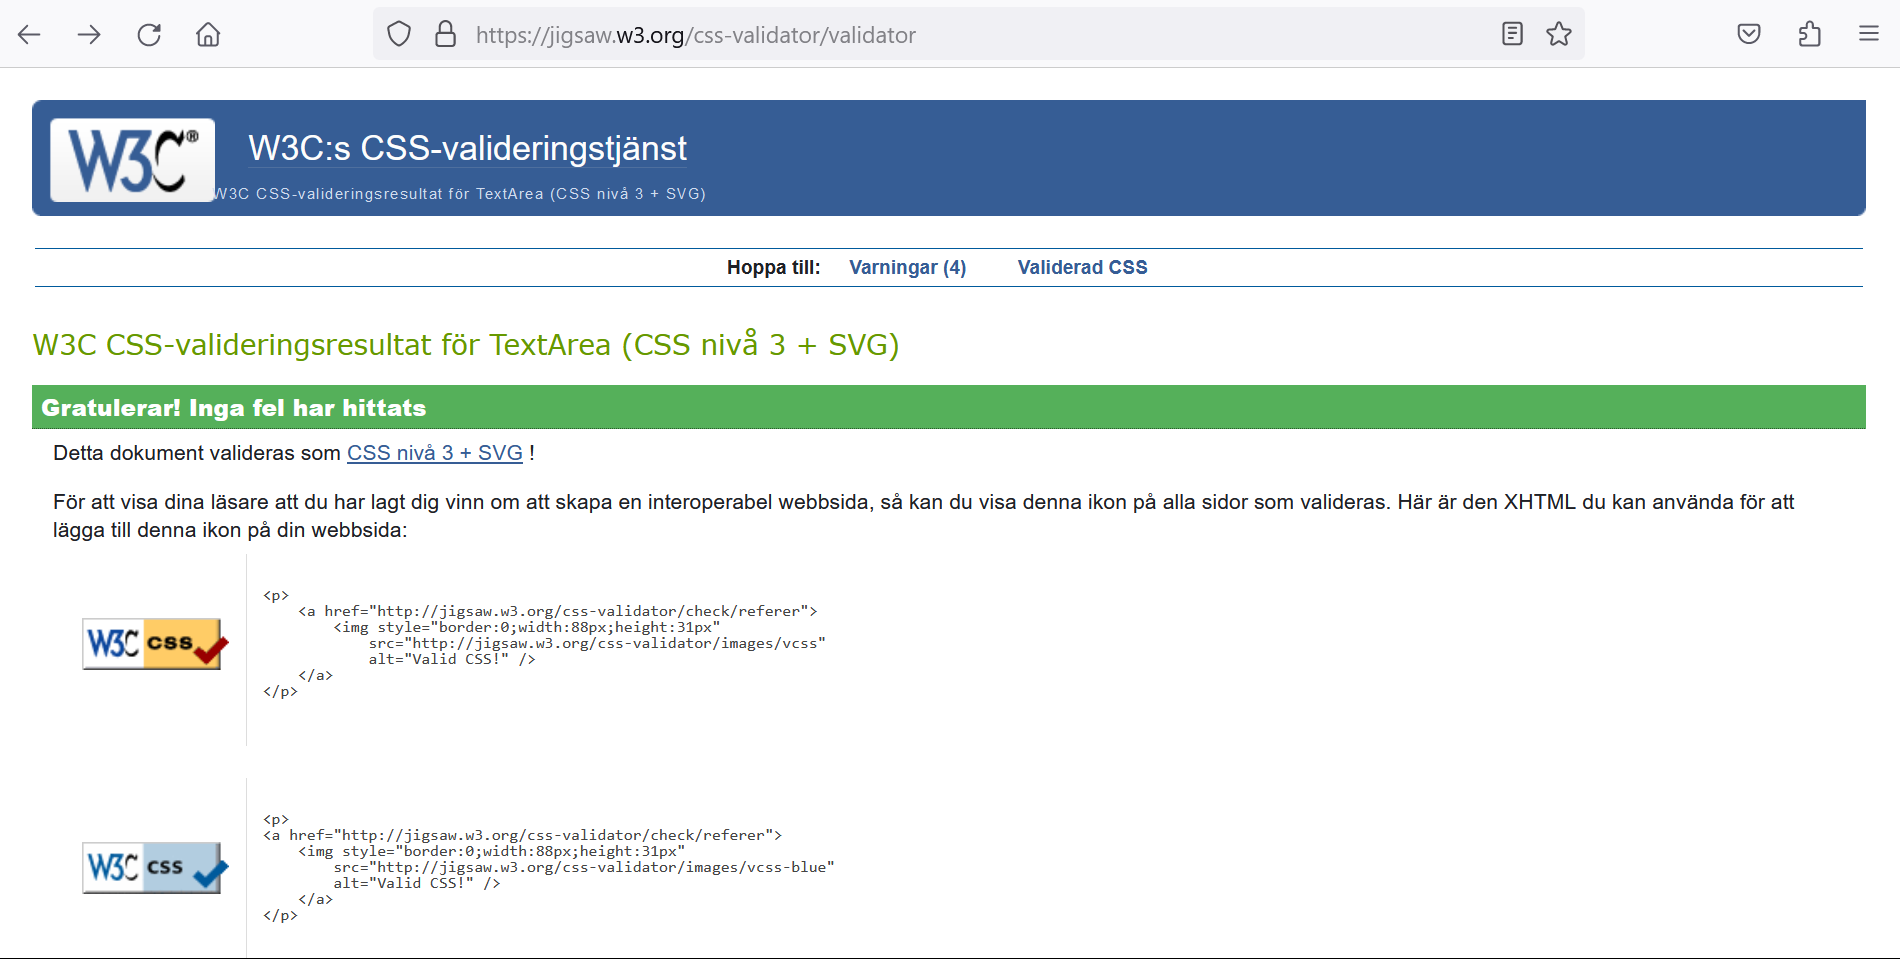 https://jigsaw.w3.org/css-validator/validator
W3C®
W3C:s CSS-valideringstjänst
W3C CSS-valideringsresultat för TextArea (CSS nivå 3 + SVG)
Hoppa till: Varningar (4) Validerad CSS
W3C CSS-valideringsresultat för TextArea (CSS nivå 3 + SVG)
Gratulerar! Inga fel har hittats
Detta dokument valideras som CSS nivå 3 + SVG !
För att visa dina läsare att du har lagt dig vinn om att skapa en interoperabel webbsida, så kan du visa denna ikon på alla sidor som valideras. Här är den XHTML du kan använda för att
lägga till denna ikon på din webbsida:
W3C CSS
<p>
    <a href="http://jigsaw.w3.org/css-validator/check/referer">
        <img style="border:0;width:88px;height:31px"
            src="http://jigsaw.w3.org/css-validator/images/vcss"
            alt="Valid CSS!" />
    </a>
</p>
W3C CSS
<p>
<a href="http://jigsaw.w3.org/css-validator/check/referer">
    <img style="border:0;width:88px;height:31px"
        src="http://jigsaw.w3.org/css-validator/images/vcss-blue"
        alt="Valid CSS!" />
    </a>
</p>